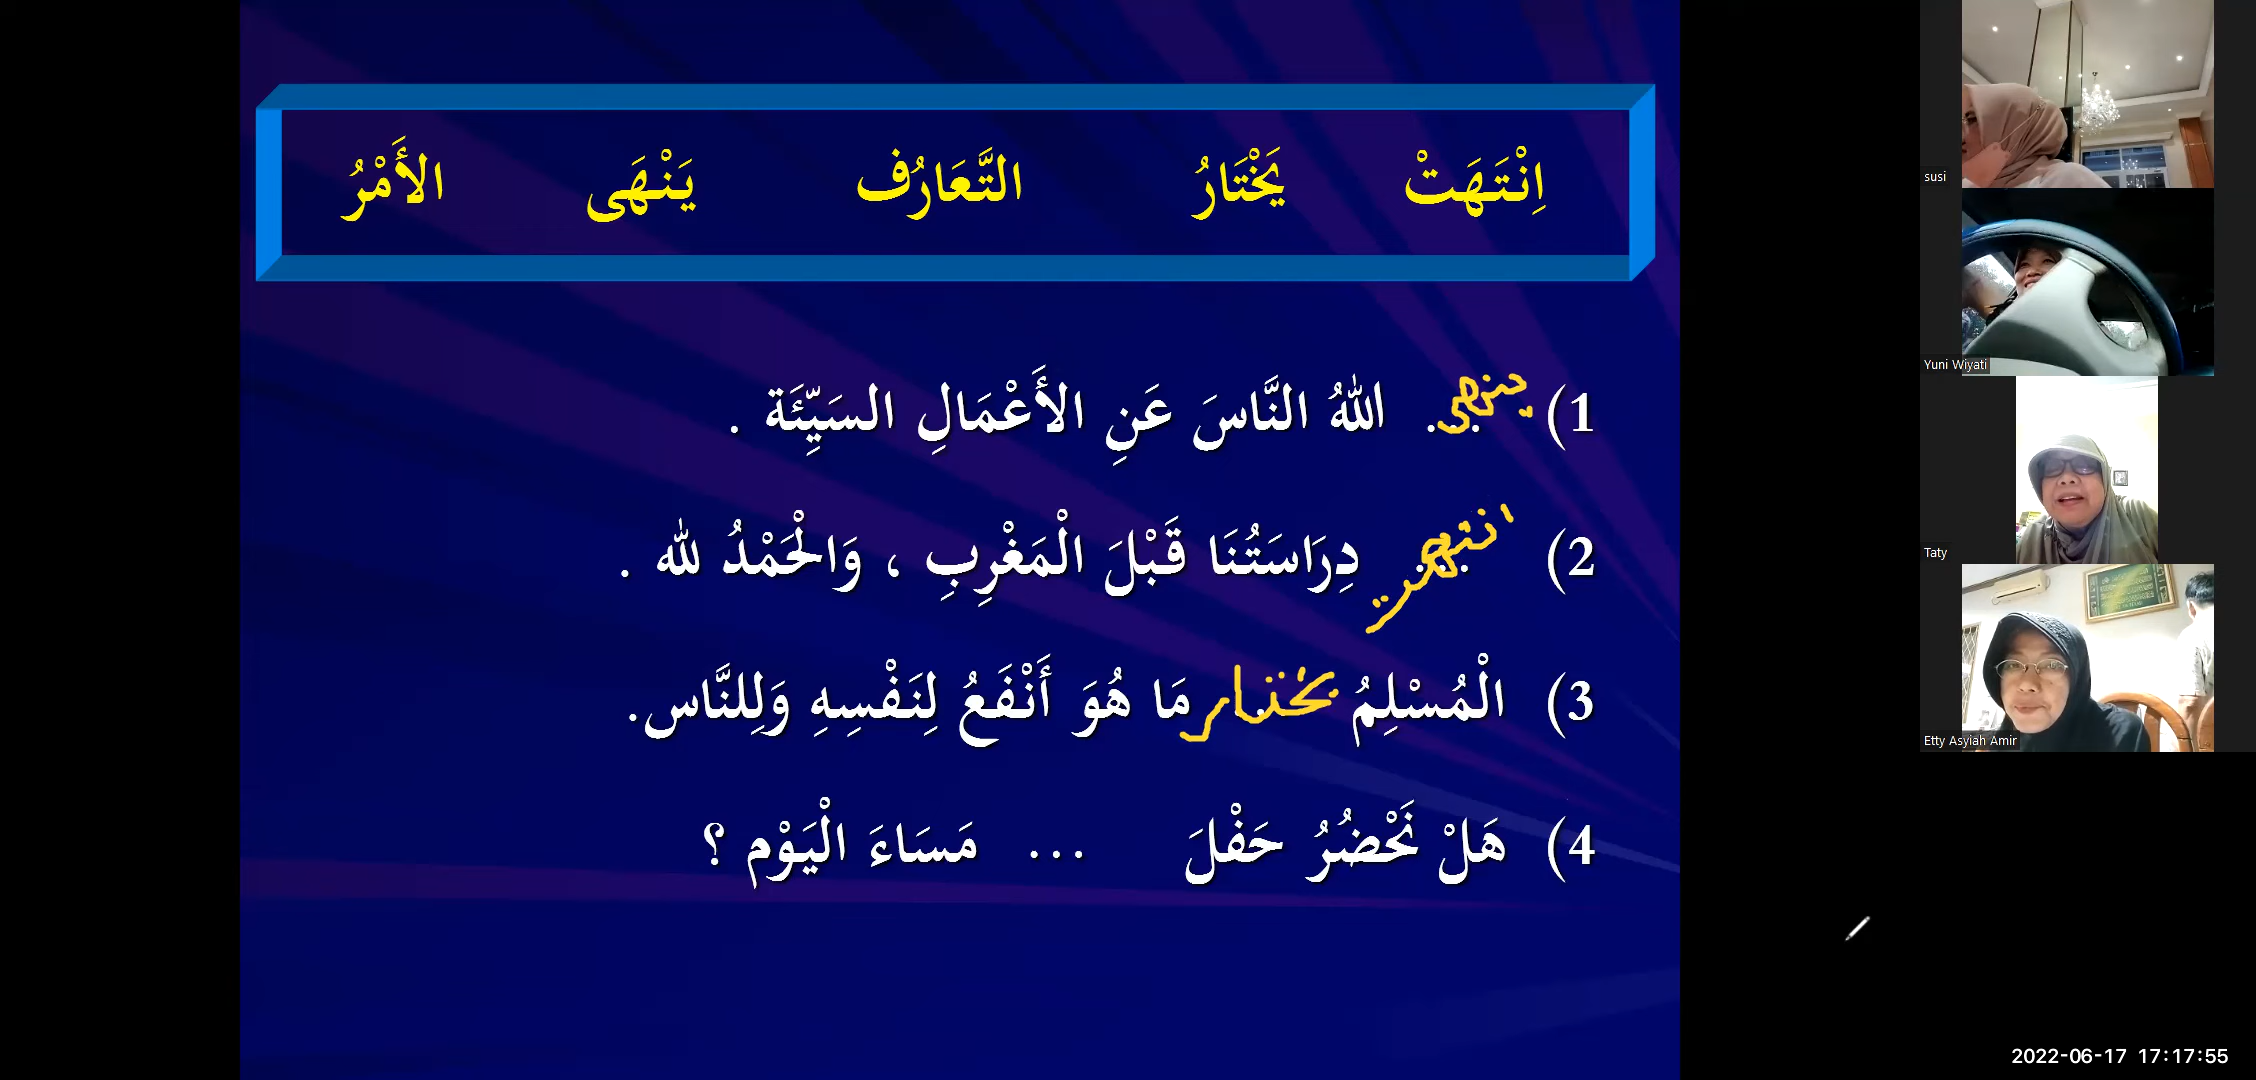 اِنْتَهَتْ يَخْتَارُ التَّعَارُف يَنْهَى الأَمْرُ
1) ينهى... اللهُ النَّاسَ عَنِ الأَعْمَالِ السَيِّئَة .
2) انتهت... دِرَاسَتُنَا قَبْلَ الْمَغْرِبِ ، وَالْحَمْدُ لله .
3) الْمُسْلِمُ يختار مَا هُوَ أَنْفَعُ لِنَفْسِهِ وَلِلنَّاس.
4) هَلْ نَحْضُرُ حَفْلَ ... مَسَاءَ الْيَوْم ؟
susi
Yuni Wiyati
Taty
Etty Asyiah Amir
2022-06-17 17:17:55